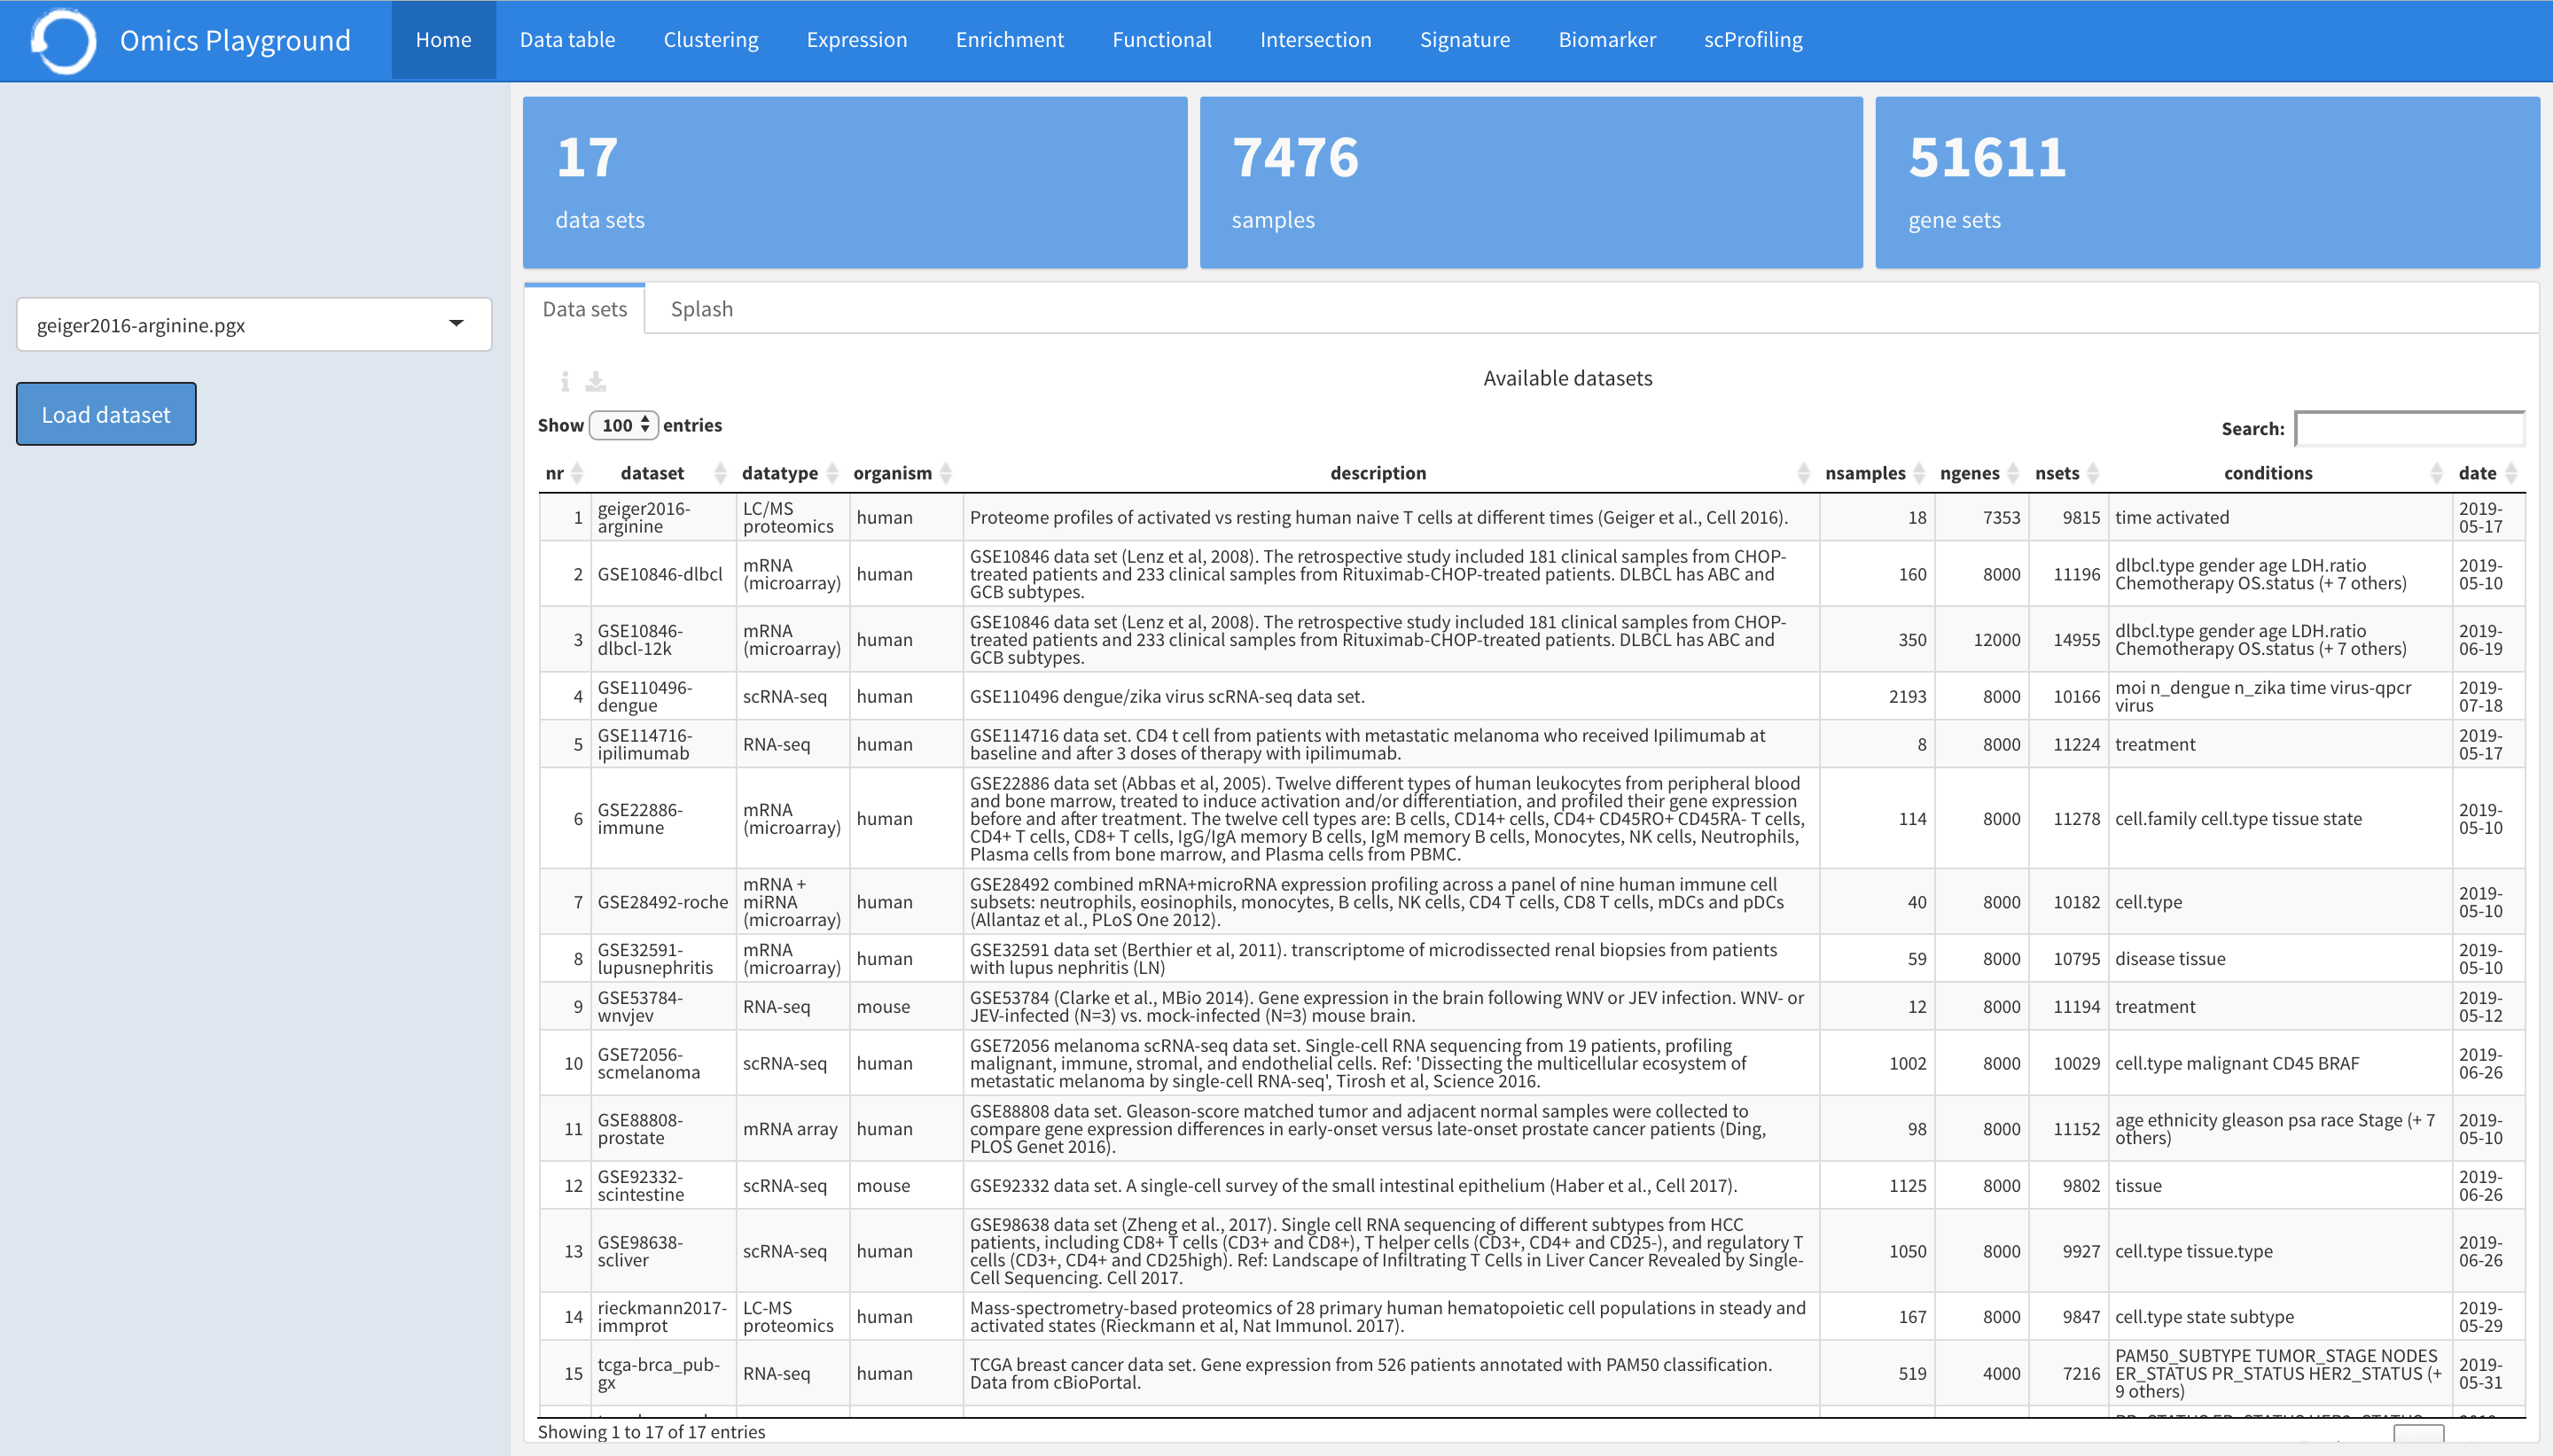 Omics Playground
Home Data table Clustering Expression Enrichment Functional Intersection Signature Biomarker scProfiling
17
data sets
7476
samples
51611
gene sets
geiger2016-arginine.pgx
Load dataset
Data sets Splash
Available datasets
Show 100 entries
Search:
nr dataset datatype organism description nsamples ngenes nsets conditions date
1 geiger2016-arginine LC/MS proteomics human Proteome profiles of activated vs resting human naive T cells at different times (Geiger et al., Cell 2016). 18 7353 9815 time activated 2019-05-17
2 GSE10846-dlbcl mRNA (microarray) human GSE10846 data set (Lenz et al, 2008). The retrospective study included 181 clinical samples from CHOP-treated patients and 233 clinical samples from Rituximab-CHOP-treated patients. DLBCL has ABC and GCB subtypes. 160 8000 11196 dlbcl.type gender age LDH.ratio Chemotherapy OS.status (+ 7 others) 2019-05-10
3 GSE10846-dlbcl-12k mRNA (microarray) human GSE10846 data set (Lenz et al, 2008). The retrospective study included 181 clinical samples from CHOP-treated patients and 233 clinical samples from Rituximab-CHOP-treated patients. DLBCL has ABC and GCB subtypes. 350 12000 14955 dlbcl.type gender age LDH.ratio Chemotherapy OS.status (+ 7 others) 2019-06-19
4 GSE110496-dengue scRNA-seq human GSE110496 dengue/zika virus scRNA-seq data set. 2193 8000 10166 moi n_dengue n_zika time virus-qpcr virus 2019-07-18
5 GSE114716-ipilimumab RNA-seq human GSE114716 data set. CD4 t cell from patients with metastatic melanoma who received Ipilimumab at baseline and after 3 doses of therapy with ipilimumab. 8 8000 11224 treatment 2019-05-17
6 GSE22886-immune mRNA (microarray) human GSE22886 data set (Abbas et al, 2005). Twelve different types of human leukocytes from peripheral blood and bone marrow, treated to induce activation and/or differentiation, and profiled their gene expression before and after treatment. The twelve cell types are: B cells, CD14+ cells, CD4+ CD45RO+ CD45RA- T cells, CD4+ T cells, CD8+ T cells, IgG/IgA memory B cells, IgM memory B cells, Monocytes, NK cells, Neutrophils, Plasma cells from bone marrow, and Plasma cells from PBMC. 114 8000 11278 cell.family cell.type tissue state 2019-05-10
7 GSE28492-roche mRNA + miRNA (microarray) human GSE28492 combined mRNA+microRNA expression profiling across a panel of nine human immune cell subsets: neutrophils, eosinophils, monocytes, B cells, NK cells, CD4 T cells, CD8 T cells, mDCs and pDCs (Allantaz et al., PLoS One 2012). 40 8000 10182 cell.type 2019-05-10
8 GSE32591-lupusnephritis mRNA (microarray) human GSE32591 data set (Berthier et al, 2011). transcriptome of microdissected renal biopsies from patients with lupus nephritis (LN) 59 8000 10795 disease tissue 2019-05-10
9 GSE53784-wnvjev RNA-seq mouse GSE53784 (Clarke et al., MBio 2014). Gene expression in the brain following WNV or JEV infection. WNV- or JEV-infected (N=3) vs. mock-infected (N=3) mouse brain. 12 8000 11194 treatment 2019-05-12
10 GSE72056-scmelanoma scRNA-seq human GSE72056 melanoma scRNA-seq data set. Single-cell RNA sequencing from 19 patients, profiling malignant, immune, stromal, and endothelial cells. Ref: 'Dissecting the multicellular ecosystem of metastatic melanoma by single-cell RNA-seq', Tirosh et al, Science 2016. 1002 8000 10029 cell.type malignant CD45 BRAF 2019-06-26
11 GSE88808-prostate mRNA array human GSE88808 data set. Gleason-score matched tumor and adjacent normal samples were collected to compare gene expression differences in early-onset versus late-onset prostate cancer patients (Ding, PLOS Genet 2016). 98 8000 11152 age ethnicity gleason psa race Stage (+ 7 others) 2019-05-10
12 GSE92332-scintestine scRNA-seq mouse GSE92332 data set. A single-cell survey of the small intestinal epithelium (Haber et al., Cell 2017). 1125 8000 9802 tissue 2019-06-26
13 GSE98638-scliver scRNA-seq human GSE98638 data set (Zheng et al., 2017). Single cell RNA sequencing of different subtypes from HCC patients, including CD8+ T cells (CD3+ and CD8+), T helper cells (CD3+, CD4+ and CD25-), and regulatory T cells (CD3+, CD4+ and CD25high). Ref: Landscape of Infiltrating T Cells in Liver Cancer Revealed by Single-Cell Sequencing. Cell 2017. 1050 8000 9927 cell.type tissue.type 2019-06-26
14 rieckmann2017-immprot LC-MS proteomics human Mass-spectrometry-based proteomics of 28 primary human hematopoietic cell populations in steady and activated states (Rieckmann et al, Nat Immunol. 2017). 167 8000 9847 cell.type state subtype 2019-05-29
15 tcga-brca_pub-gx RNA-seq human TCGA breast cancer data set. Gene expression from 526 patients annotated with PAM50 classification. Data from cBioPortal. 519 4000 7216 PAM50_SUBTYPE TUMOR_STAGE NODES ER_STATUS PR_STATUS HER2_STATUS (+ 9 others) 2019-05-31
Showing 1 to 17 of 17 entries